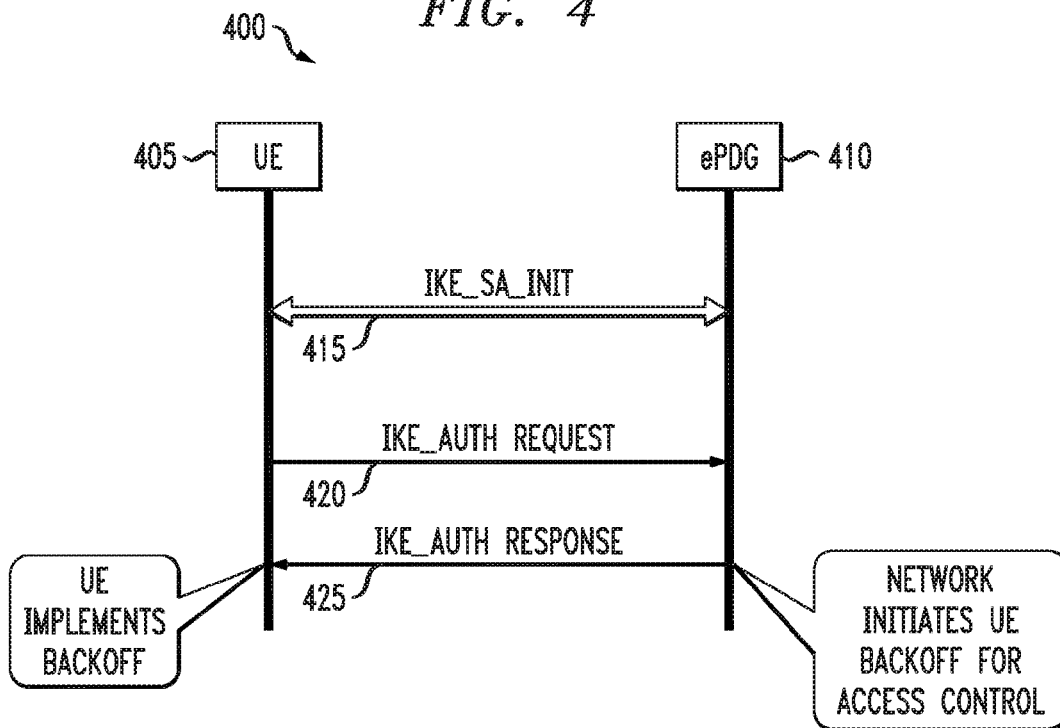 FIG. 4
400
405
UE
ePDG
410
IKE_SA_INIT
415
IKE_AUTH REQUEST
420
IKE_AUTH RESPONSE
425
UE
IMPLEMENTS
BACKOFF
NETWORK
INITIATES UE
BACKOFF FOR
ACCESS CONTROL